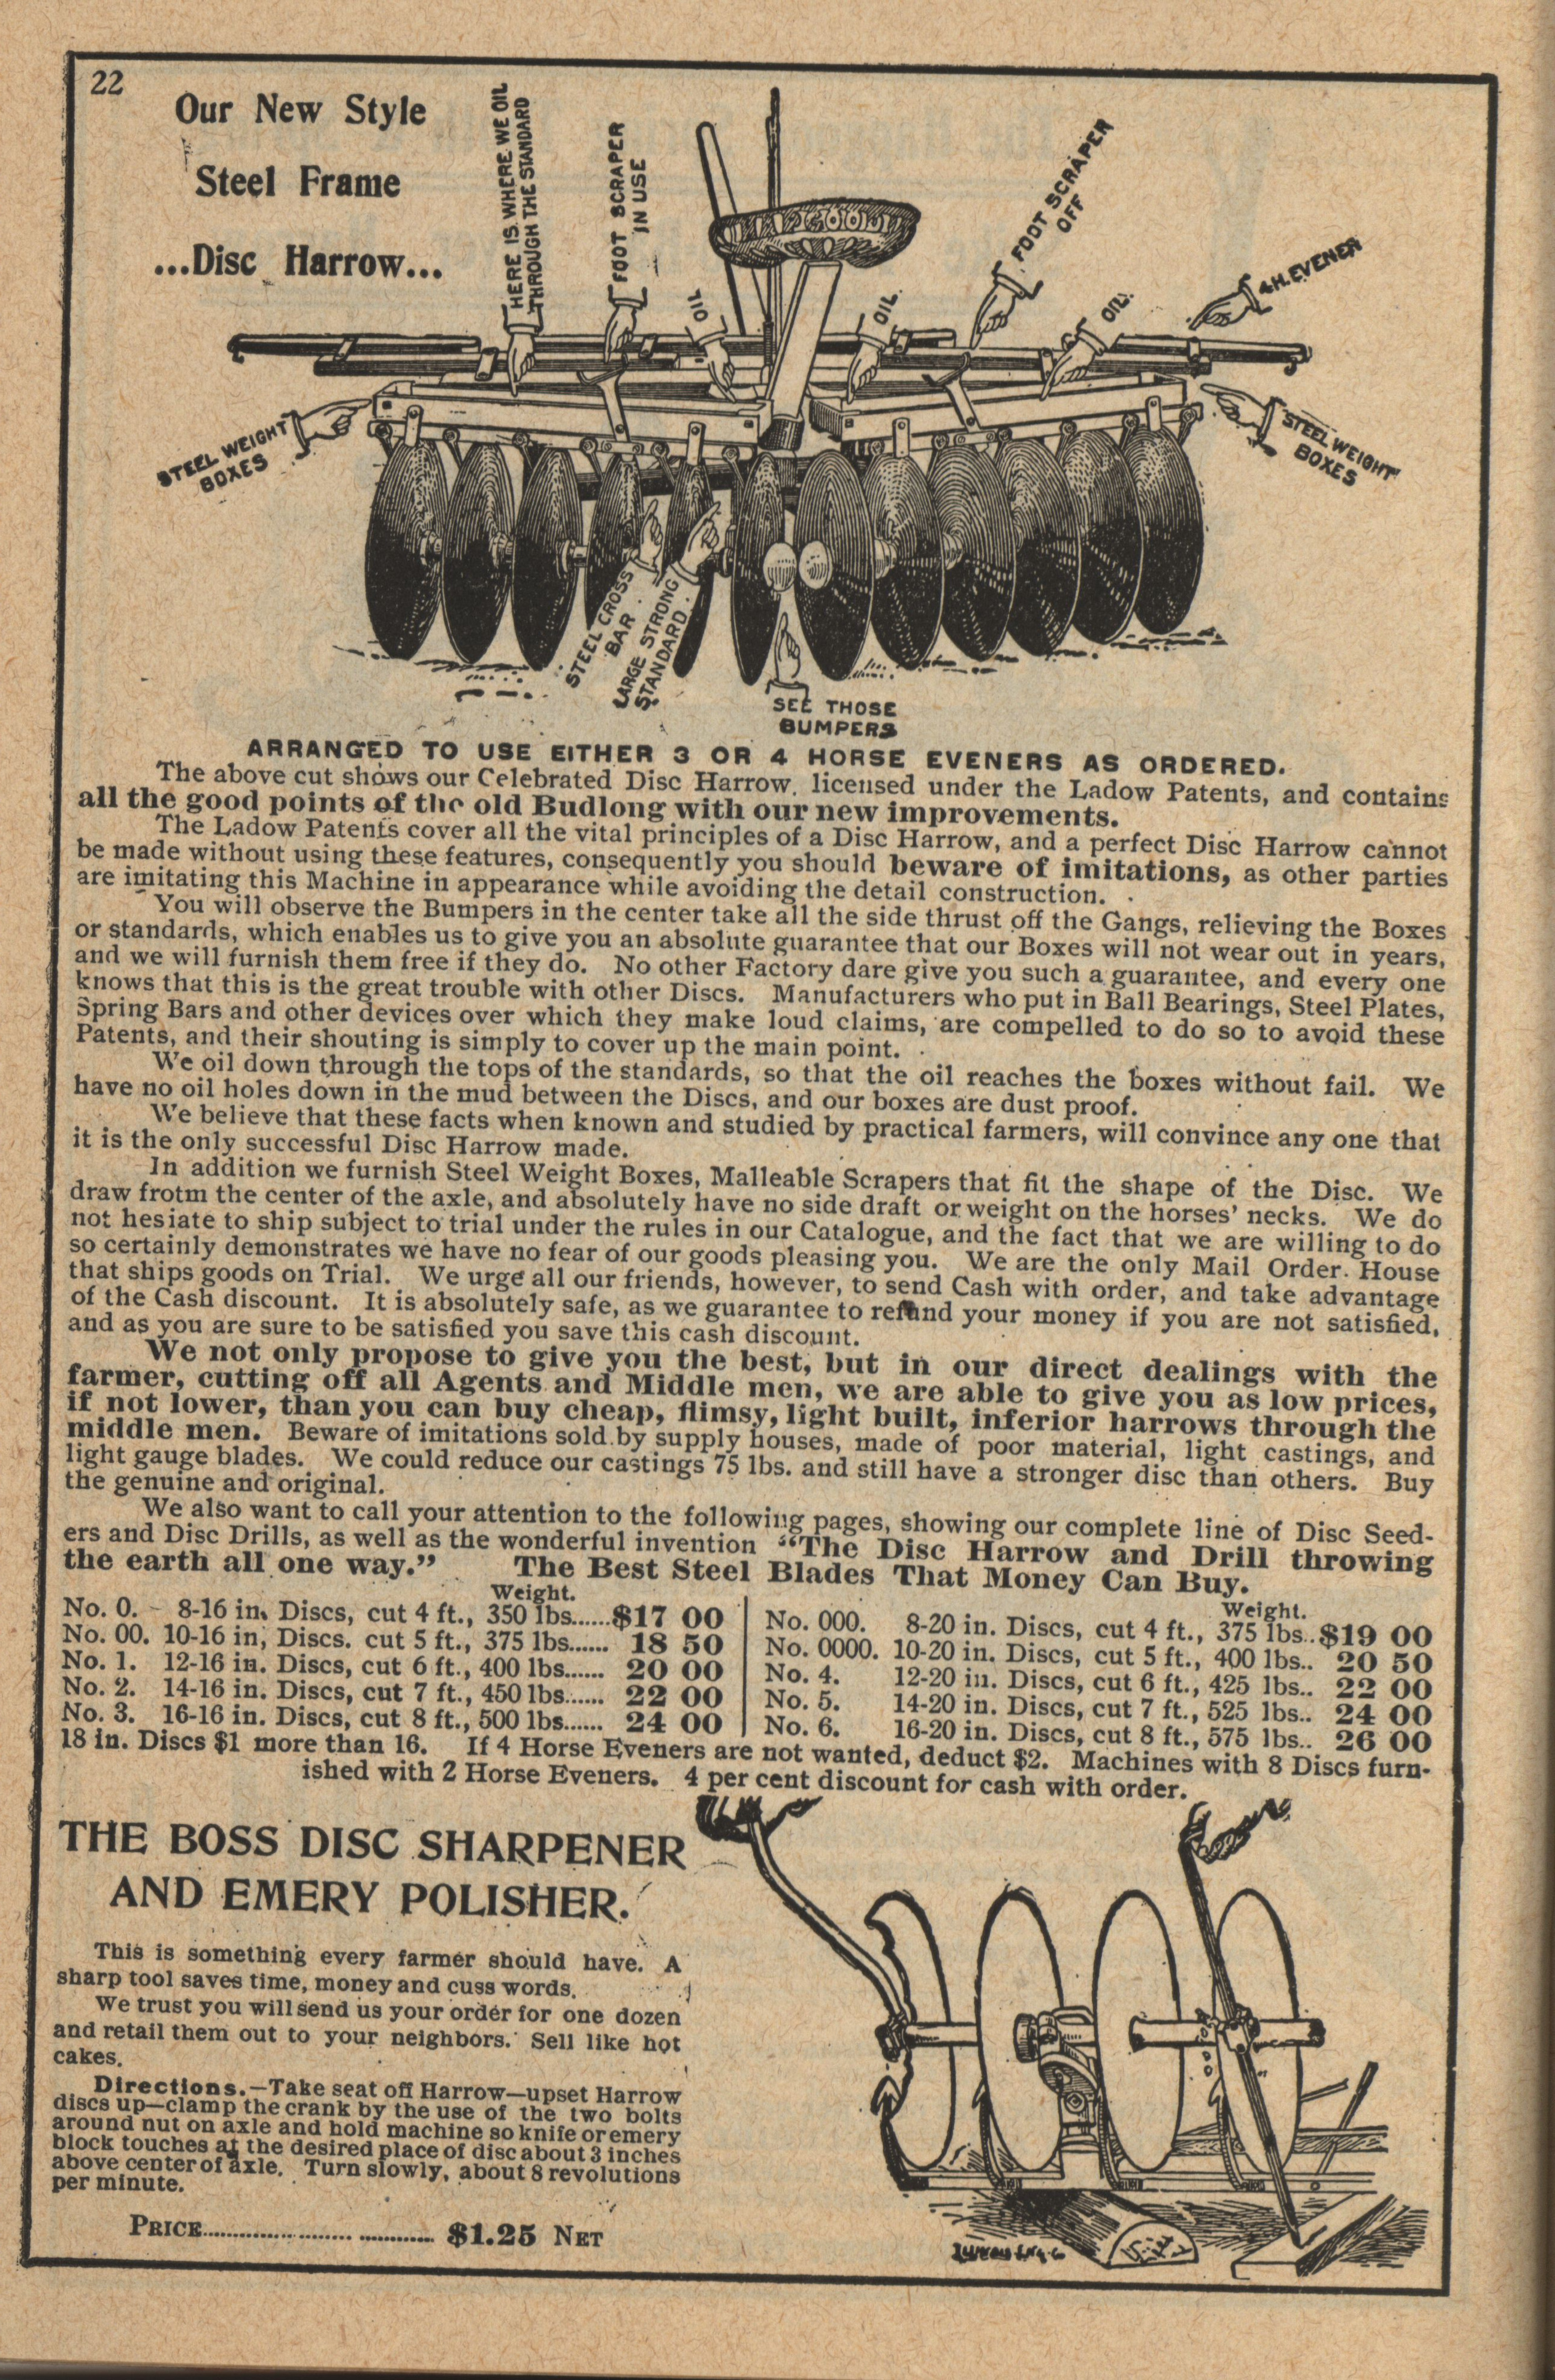 22
Our New Style
Steel Frame
...Disc Harrow...
HERE IS WHERE WE OIL
THROUGH THE STANDARD
FOOT SCRAPER
IN USE
OIL
OIL.
FOOT SCRAPER
OFF
OIL.
4 H. EVENER
STEEL WEIGHT
BOXES
STEEL WEIGHT
BOXES
STEEL CROSS
BAR.
LARGE STRONG
STANDARD.
SEE THOSE
BUMPERS
ARRANGED TO USE EITHER 3 OR 4 HORSE EVENERS AS ORDERED.
The above cut shows our Celebrated Disc Harrow, licensed under the Ladow Patents, and contains
all the good points of the old Budlong with our new improvements.
The Ladow Patents cover all the vital principles of a Disc Harrow, and a perfect Disc Harrow cannot
be made without using these features, consequently you should beware of imitations, as other parties
are imitating this Machine in appearance while avoiding the detail construction.
You will observe the Bumpers in the center take all the side thrust off the Gangs, relieving the Boxes
or standards, which enables us to give you an absolute guarantee that our Boxes will not wear out in years,
and we will furnish them free if they do. No other Factory dare give you such a guarantee, and every one
knows that this is the great trouble with other Discs. Manufacturers who put in Ball Bearings, Steel Plates,
Spring Bars and other devices over which they make loud claims, are compelled to do so to avoid these
Patents, and their shouting is simply to cover up the main point.
We oil down through the tops of the standards, so that the oil reaches the boxes without fail. We
have no oil holes down in the mud between the Discs, and our boxes are dust proof.
We believe that these facts when known and studied by practical farmers, will convince any one that
it is the only successful Disc Harrow made.
In addition we furnish Steel Weight Boxes, Malleable Scrapers that fit the shape of the Disc. We
draw frotm the center of the axle, and absolutely have no side draft or weight on the horses' necks. We do
not hesiate to ship subject to trial under the rules in our Catalogue, and the fact that we are willing to do
so certainly demonstrates we have no fear of our goods pleasing you. We are the only Mail Order House
that ships goods on Trial. We urge all our friends, however, to send Cash with order, and take advantage
of the Cash discount. It is absolutely safe, as we guarantee to refund your money if you are not satisfied,
and as you are sure to be satisfied you save this cash discount.
We not only propose to give you the best, but in our direct dealings with the
farmer, cutting off all Agents and Middle men, we are able to give you as low prices,
if not lower, than you can buy cheap, flimsy, light built, inferior harrows through the
middle men. Beware of imitations sold by supply houses, made of poor material, light castings, and
light gauge blades. We could reduce our castings 75 lbs. and still have a stronger disc than others. Buy
the genuine and original.
We also want to call your attention to the following pages, showing our complete line of Disc Seed-
ers and Disc Drills, as well as the wonderful invention "The Disc Harrow and Drill throwing
the earth all one way." The Best Steel Blades That Money Can Buy.
Weight.
No. 0. 8-16 in. Discs, cut 4 ft., 350 lbs......$17 00
No. 00. 10-16 in, Discs. cut 5 ft., 375 lbs...... 18 50
No. 1. 12-16 in. Discs, cut 6 ft., 400 lbs...... 20 00
No. 2. 14-16 in. Discs, cut 7 ft., 450 lbs...... 22 00
No. 3. 16-16 in. Discs, cut 8 ft., 500 lbs...... 24 00
Weight.
No. 000. 8-20 in. Discs, cut 4 ft., 375 lbs..$19 00
No. 0000. 10-20 in. Discs, cut 5 ft., 400 lbs.. 20 50
No. 4. 12-20 in. Discs, cut 6 ft., 425 lbs.. 22 00
No. 5. 14-20 in. Discs, cut 7 ft., 525 lbs.. 24 00
No. 6. 16-20 in. Discs, cut 8 ft., 575 lbs.. 26 00
18 in. Discs $1 more than 16. If 4 Horse Eveners are not wanted, deduct $2. Machines with 8 Discs furn-
ished with 2 Horse Eveners. 4 per cent discount for cash with order.
THE BOSS DISC SHARPENER
AND EMERY POLISHER.
This is something every farmer should have. A
sharp tool saves time, money and cuss words.
We trust you will send us your order for one dozen
and retail them out to your neighbors. Sell like hot
cakes.
Directions.—Take seat off Harrow—upset Harrow
discs up—clamp the crank by the use of the two bolts
around nut on axle and hold machine so knife or emery
block touches at the desired place of disc about 3 inches
above center of axle. Turn slowly, about 8 revolutions
per minute.
PRICE.................................. $1.25 NET